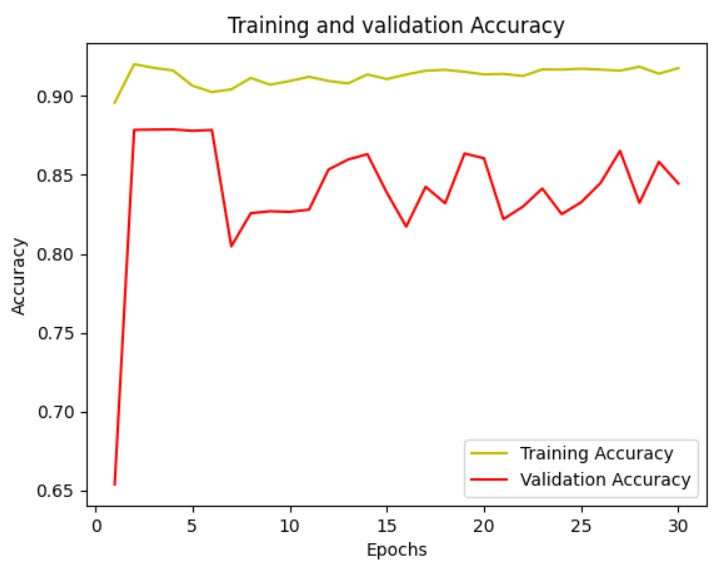 Training and validation Accuracy
0.90
0.85
0.80
0.75
0.70
0.65
Accuracy
Training Accuracy
Validation Accuracy
0 5 10 15 20 25 30
Epochs